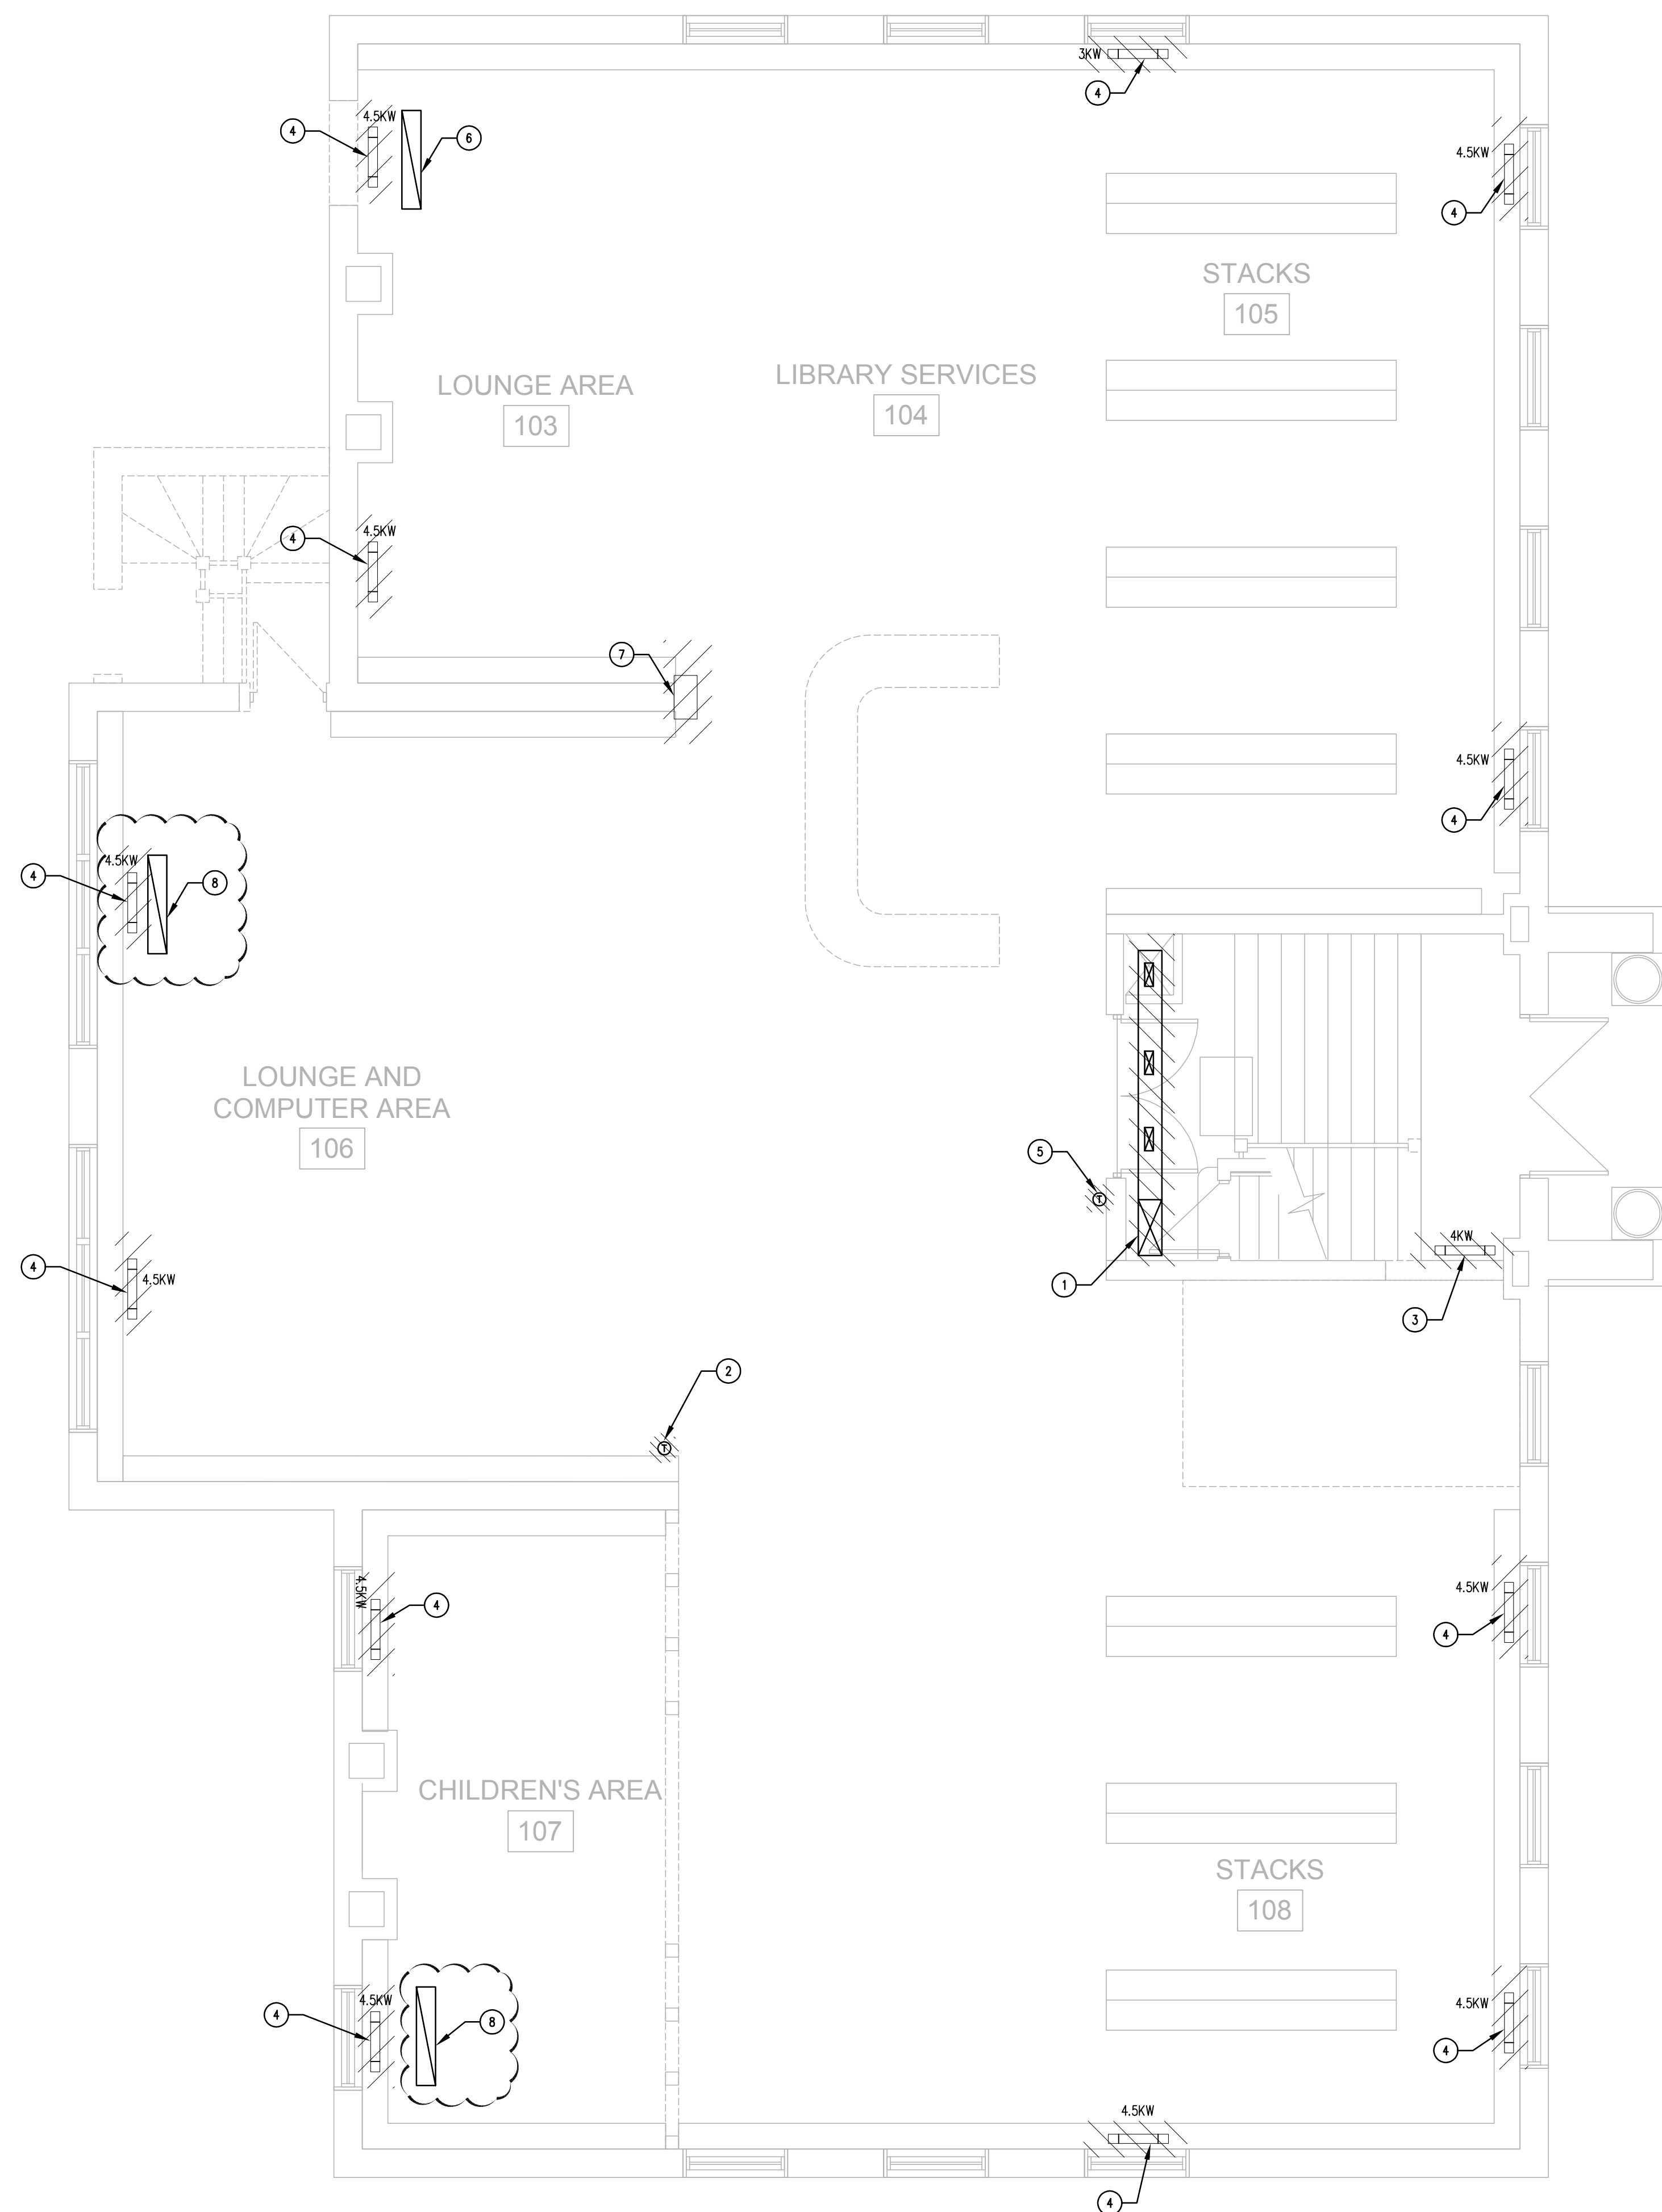 3KW
4
4.5KW
4
6
4.5KW
4
STACKS
105
LOUNGE AREA
103
LIBRARY SERVICES
104
4.5KW
4
7
4.5KW
4
4.5KW
4
8
LOUNGE AND
COMPUTER AREA
106
5
T
1
4KW
3
4
4.5KW
2
T
4.5KW
4
4.5KW
4
CHILDREN'S AREA
107
STACKS
108
4.5KW
4
8
4.5KW
4
4.5KW
4